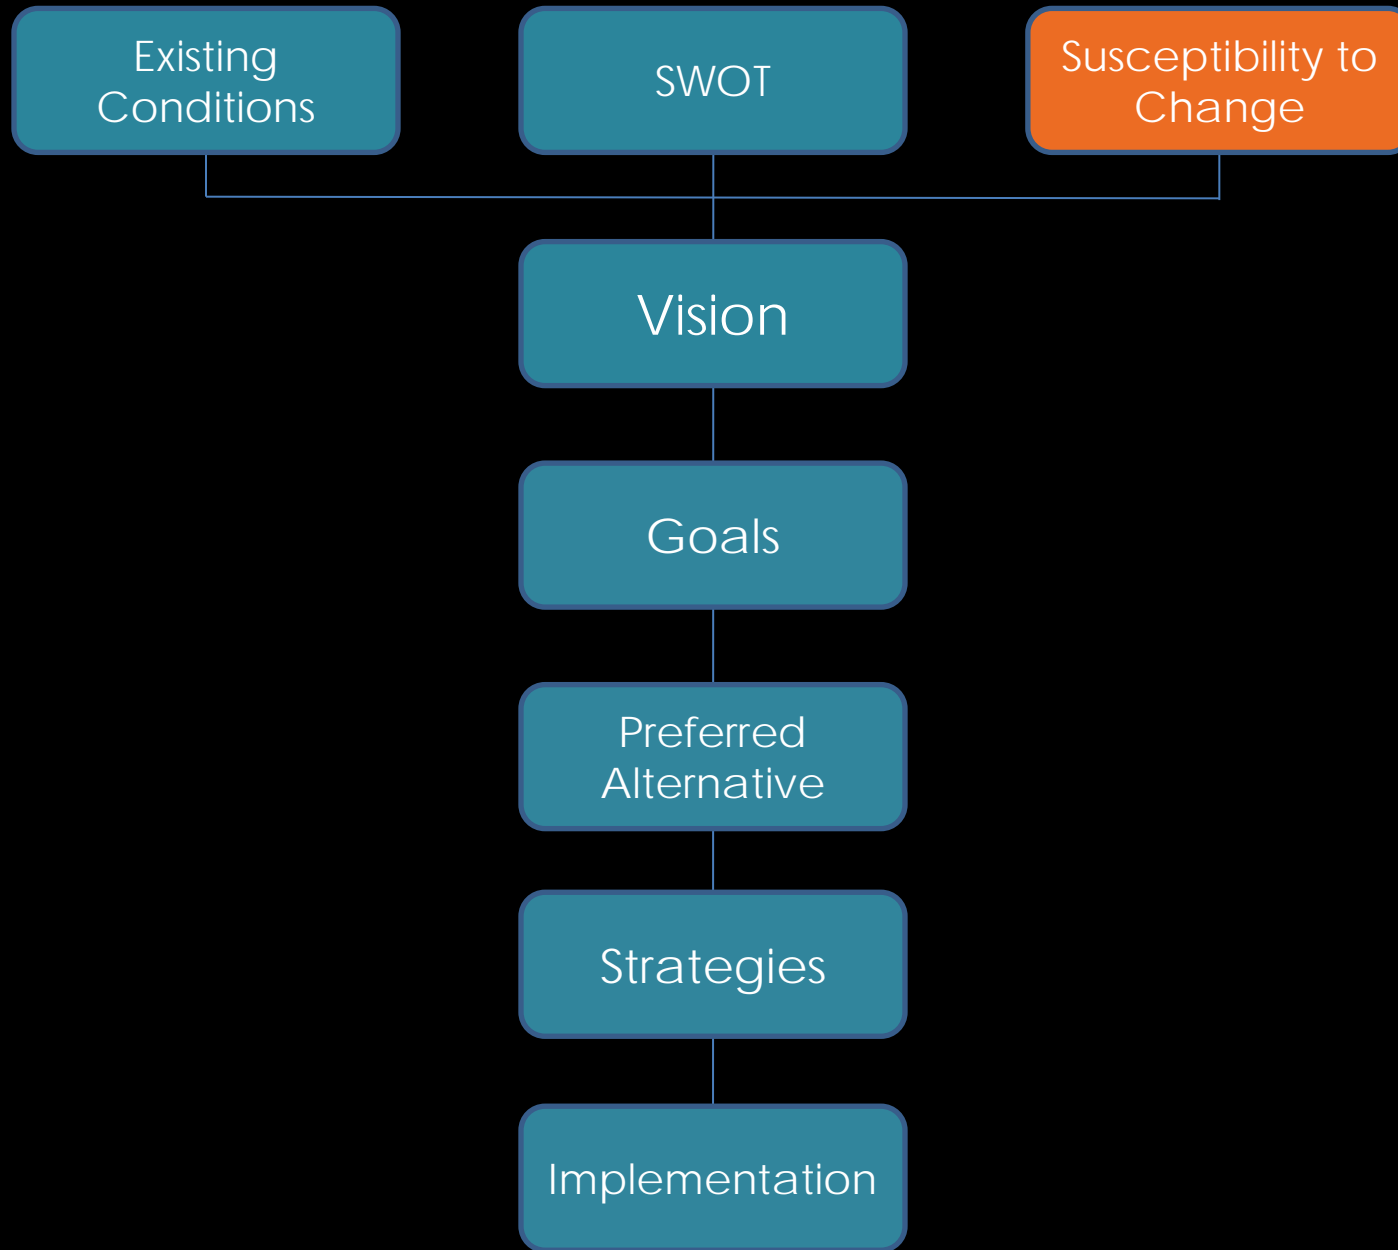 Existing
Conditions
SWOT
Susceptibility to
Change
Vision
Goals
Preferred
Alternative
Strategies
Implementation